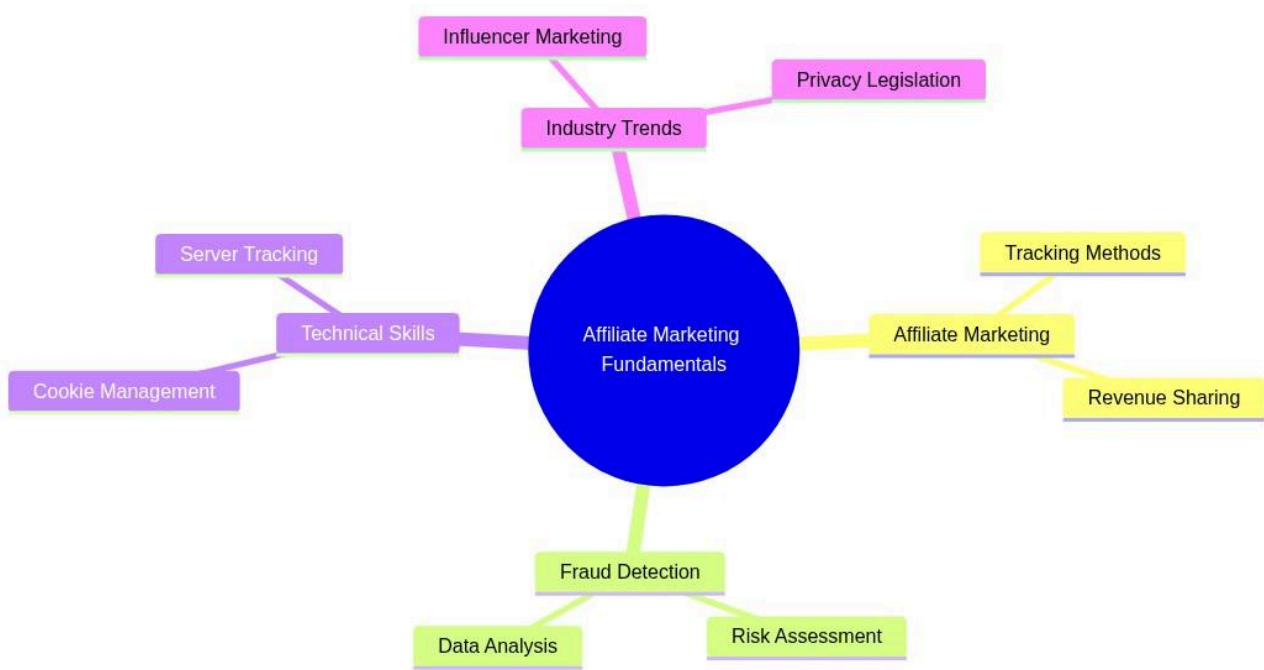 Influencer Marketing
Privacy Legislation
Industry Trends
Server Tracking
Tracking Methods
Technical Skills
Affiliate Marketing
Fundamentals
Affiliate Marketing
Cookie Management
Revenue Sharing
Fraud Detection
Data Analysis
Risk Assessment